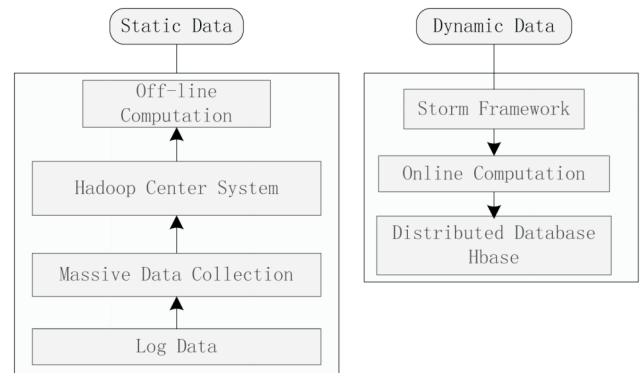 Static Data
Off-line
Computation
Hadoop Center System
Massive Data Collection
Log Data
Dynamic Data
Storm Framework
Online Computation
Distributed Database
Hbase